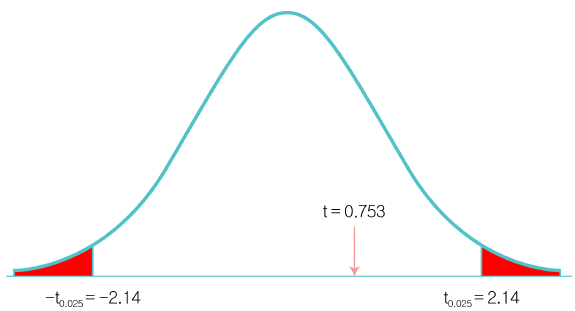 t = 0.753
−t0.025 = −2.14
t0.025 = 2.14